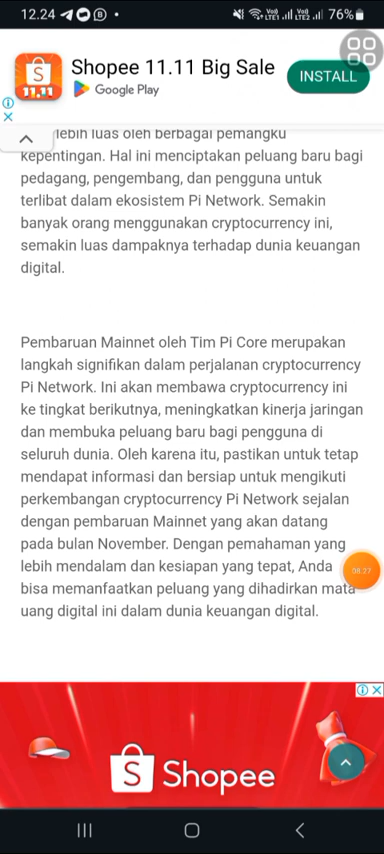 12.24
Vo))
LTE1
Vo))
LTE2
76%
Shopee 11.11 Big Sale
Google Play
INSTALL
11.11
lebih luas oleh berbagai pemangku
kepentingan. Hal ini menciptakan peluang baru bagi
pedagang, pengembang, dan pengguna untuk
terlibat dalam ekosistem Pi Network. Semakin
banyak orang menggunakan cryptocurrency ini,
semakin luas dampaknya terhadap dunia keuangan
digital.
Pembaruan Mainnet oleh Tim Pi Core merupakan
langkah signifikan dalam perjalanan cryptocurrency
Pi Network. Ini akan membawa cryptocurrency ini
ke tingkat berikutnya, meningkatkan kinerja jaringan
dan membuka peluang baru bagi pengguna di
seluruh dunia. Oleh karena itu, pastikan untuk tetap
mendapat informasi dan bersiap untuk mengikuti
perkembangan cryptocurrency Pi Network sejalan
dengan pembaruan Mainnet yang akan datang
pada bulan November. Dengan pemahaman yang
lebih mendalam dan kesiapan yang tepat, Anda
bisa memanfaatkan peluang yang dihadirkan mata
uang digital ini dalam dunia keuangan digital.
08:27
Shopee